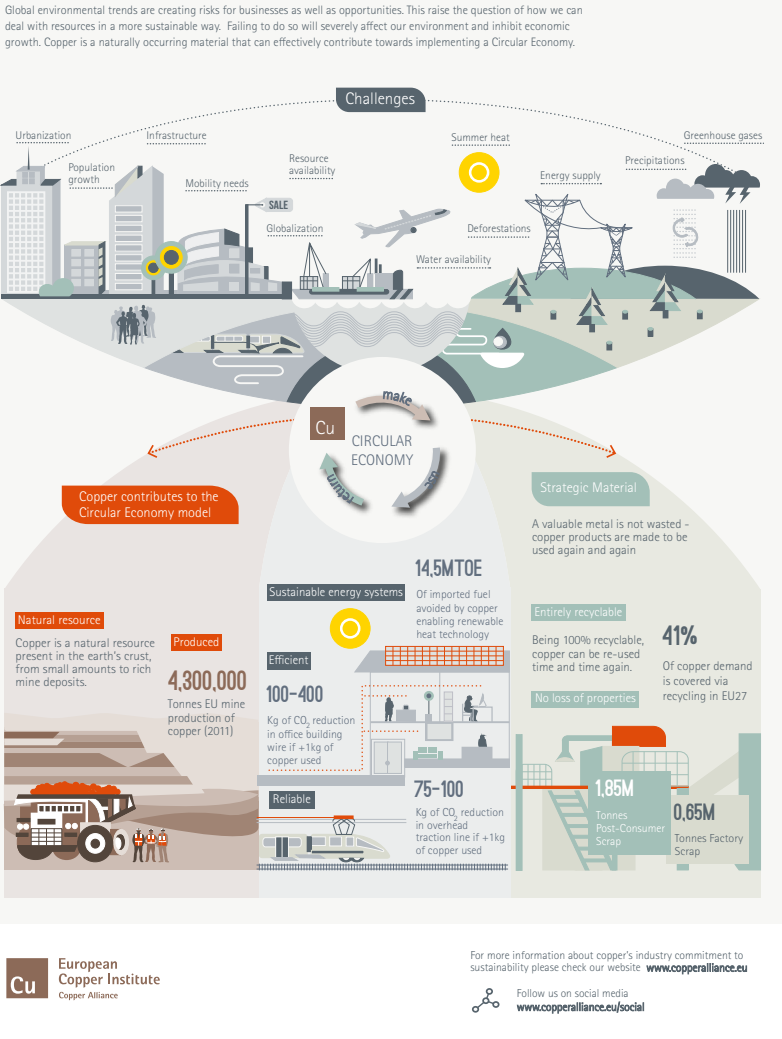 Global environmental trends are creating risks for businesses as well as opportunities. This raise the question of how we can
deal with resources in a more sustainable way. Failing to do so will severely affect our environment and inhibit economic
growth. Copper is a naturally occurring material that can effectively contribute towards implementing a Circular Economy.
Challenges
Urbanization
Infrastructure
Summer heat
Greenhouse gases
Population
growth
Resource
availability
Precipitations
Mobility needs
Energy supply
SALE
Globalization
Deforestations
Water availability
make
Cu
CIRCULAR
ECONOMY
use
return
Copper contributes to the
Circular Economy model
Natural resource
Copper is a natural resource
present in the earth's crust,
from small amounts to rich
mine deposits.
Produced
4,300,000
Tonnes EU mine
production of
copper (2011)
14,5MTOE
Sustainable energy systems
Of imported fuel
avoided by copper
enabling renewable
heat technology
Efficient
100-400
Kg of CO2 reduction
in office building
wire if +1kg of
copper used
Reliable
75-100
Kg of CO2 reduction
in overhead
traction line if +1kg
of copper used
Strategic Material
A valuable metal is not wasted -
copper products are made to be
used again and again
Entirely recyclable
Being 100% recyclable,
copper can be re-used
time and time again.
41%
Of copper demand
is covered via
recycling in EU27
No loss of properties
1,85M
Tonnes
Post-Consumer
Scrap
0,65M
Tonnes Factory
Scrap
Cu
European
Copper Institute
Copper Alliance
For more information about copper's industry commitment to
sustainability please check our website www.copperalliance.eu
Follow us on social media
www.copperalliance.eu/social